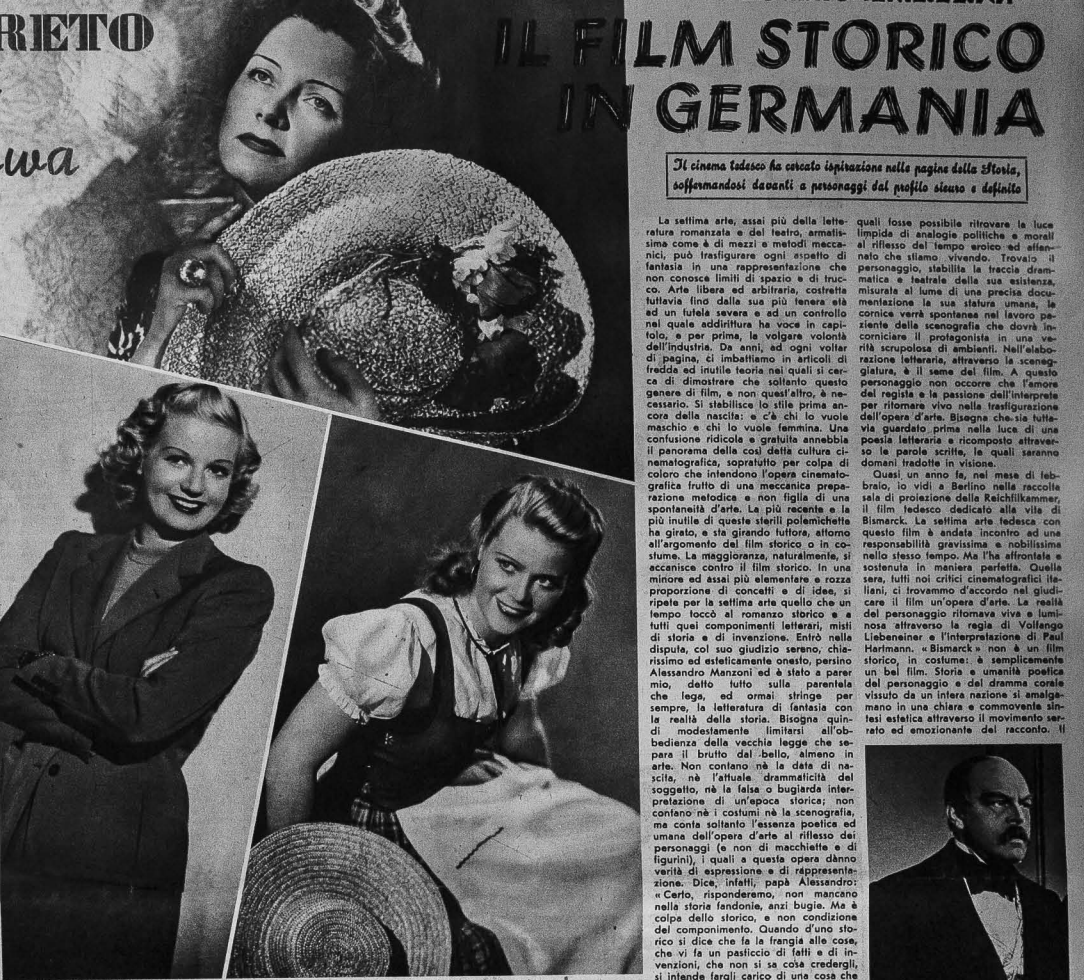 RETO
wa
IL FILM STORICO
IN GERMANIA
Il cinema tedesco ha cercato ispirazione nelle pagine della Storia,
soffermandosi davanti a personaggi dal profilo sicuro e definito
La settima arte, assai più della lette-
ratura romanzata e del teatro, armatis-
sima come è di mezzi e metodi mecca-
nici, può trasfigurare ogni aspetto di
fantasia in una rappresentazione che
non conosce limiti di spazio e di truc-
co. Arte libera ed arbitraria, costretta
tuttavia fino dalla sua più tenera età
ad un tutela severa e ad un controllo
nel quale addirittura ha voce in capi-
tolo, e per prima, la volgare volontà
dell'industria. Da anni, ad ogni voltar
di pagina, ci imbattiamo in articoli di
fredda ed inutile teoria nei quali si cer-
ca di dimostrare che soltanto questo
genere di film, e non quest'altro, è ne-
cessario. Si stabilisce lo stile prima an-
cora della nascita: e c'è chi lo vuole
maschio e chi lo vuole femmina. Una
confusione ridicola e gratuita annebbia
il panorama della così detta cultura ci-
nematografica, sopratutto per colpa di
coloro che intendono l'opera cinemato-
grafica frutto di una meccanica prepa-
razione metodica e non figlia di una
spontaneità d'arte. La più recente e la
più inutile di queste sterili polemichette
ha girato, e sta girando tuttora, attorno
all'argomento del film storico o in co-
stume. La maggioranza, naturalmente, si
accanisce contro il film storico. In una
minore ed assai più elementare e rozza
proporzione di concetti e di idee, si
ripete per la settima arte quello che un
tempo toccò al romanzo storico e a
tutti quei componimenti letterari, misti
di storia e di invenzione. Entrò nella
disputa, col suo giudizio sereno, chia-
rissimo ed esteticamente onesto, persino
Alessandro Manzoni ed è stato a parer
mio, detto tutto sulla parentela
che lega, ed ormai stringe per
sempre, la letteratura di fantasia con
la realtà della storia. Bisogna quin-
di modestamente limitarsi all'ob-
bedienza della vecchia legge che se-
para il brutto dal bello, almeno in
arte. Non contano nè la data di na-
scita, nè l'attuale drammaticità del
soggetto, nè la falsa o bugiarda inter-
pretazione di un'epoca storica; non
contano nè i costumi nè la scenografia,
ma conta soltanto l'essenza poetica ed
umana dell'opera d'arte al riflesso dei
personaggi (e non di macchiette e di
figurini), i quali a questa opera dànno
verità di espressione e di rappresenta-
zione. Dice, infatti, papà Alessandro:
« Certo, risponderemo, non mancano
nella storia fandonie, anzi bugie. Ma è
colpa dello storico, e non condizione
del componimento. Quando d'uno sto-
rico si dice che fa la frangia alle cose,
che vi fa un pasticcio di fatti e di in-
venzioni, che non si sa cosa credergli,
si intende fargli carico di una cosa che
quali fosse possibile ritrovare la luce
limpida di analogie politiche e morali
al riflesso del tempo eroico ed affan-
nato che stiamo vivendo. Trovato il
personaggio, stabilita la traccia dram-
matica e teatrale della sua esistenza,
misurata al lume di una precisa docu-
mentazione la sua statura umana, la
cornice verrà spontanea nel lavoro pa-
ziente della scenografia che dovrà in-
corniciare il protagonista in una ve-
rità scrupolosa di ambienti. Nell'elabo-
razione letteraria, attraverso la sceneg-
giatura, è il seme del film. A questo
personaggio non occorre che l'amore
del regista e la passione dell'interprete
per ritornare vivo nella trasfigurazione
dell'opera d'arte. Bisogna che sia tutta-
via guardato prima nella luce di una
poesia letteraria e ricomposto attraver-
so le parole scritte, le quali saranno
domani tradotte in visione.
Quasi un anno fa, nel mese di feb-
braio, io vidi a Berlino nella raccolta
sala di proiezione della Reichfilkammer,
il film tedesco dedicato alla vita di
Bismarck. La settima arte tedesca con
questo film è andata incontro ad una
responsabilità gravissima e nobilissima
nello stesso tempo. Ma l'ha affrontata e
sostenuta in maniera perfetta. Quella
sera, tutti noi critici cinematografici ita-
liani, ci trovammo d'accordo nel giudi-
care il film un'opera d'arte. La realtà
del personaggio ritornava viva e lumi-
nosa attraverso la regia di Volfango
Liebeneiner e l'interpretazione di Paul
Hartmann. « Bismarck » non è un film
storico, in costume: è semplicemente
un bel film. Storia e umanità poetica
del personaggio e del dramma corale
vissuto da un intera nazione si amalga-
mano in una chiara e commovente sin-
tesi estetica attraverso il movimento ser-
rato ed emozionante del racconto. Il